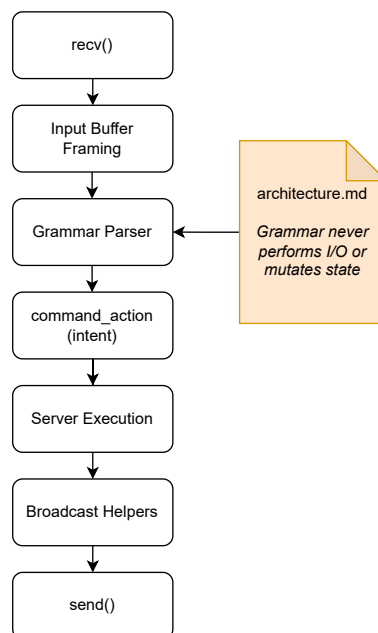 recv()
Input Buffer
Framing
Grammar Parser
architecture.md
Grammar never
performs I/O or
mutates state
command_action
(intent)
Server Execution
Broadcast Helpers
send()